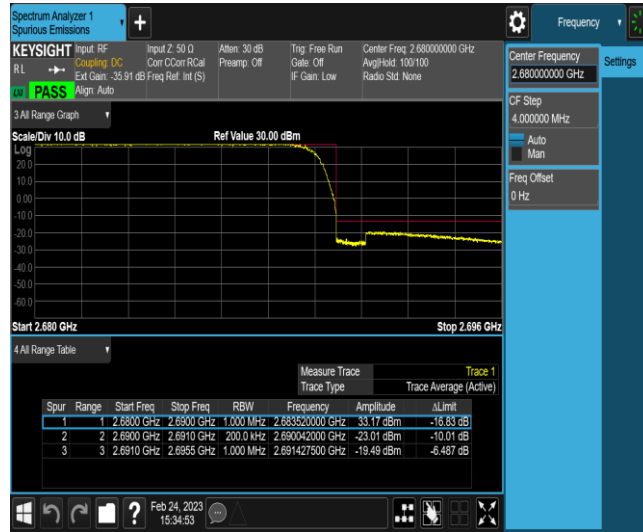 Spectrum Analyzer 1
Spurious Emissions
Frequency
KEYSIGHT
RL
PASS
Input: RF
Coupling: DC
Ext Gain: -35.91 dB
Align: Auto
Input Z: 50 Ω
Corr CCorr RCal
Freq Ref: Int (S)
Atten: 30 dB
Preamp: Off
Trig: Free Run
Gate: Off
IF Gain: Low
Center Freq: 2.680000000 GHz
Avg|Hold: 100/100
Radio Std: None
Center Frequency
2.680000000 GHz
Settings
CF Step
4.000000 MHz
Auto
Man
Freq Offset
0 Hz
3 All Range Graph
Scale/Div 10.0 dB
Ref Value 30.00 dBm
Log
20.0
10.0
0.00
-10.0
-20.0
-30.0
-40.0
-50.0
-60.0
Start 2.680 GHz
Stop 2.696 GHz
4 All Range Table
Measure Trace Trace 1
Trace Type Trace Average (Active)
Spur Range Start Freq Stop Freq RBW Frequency Amplitude ΔLimit
1 1 2.6800 GHz 2.6900 GHz 1.000 MHz 2.683520000 GHz 33.17 dBm -16.83 dB
2 2 2.6900 GHz 2.6910 GHz 200.0 kHz 2.690042000 GHz -23.01 dBm -10.01 dB
3 3 2.6910 GHz 2.6955 GHz 1.000 MHz 2.691427500 GHz -19.49 dBm -6.487 dB
Feb 24, 2023
15:34:53